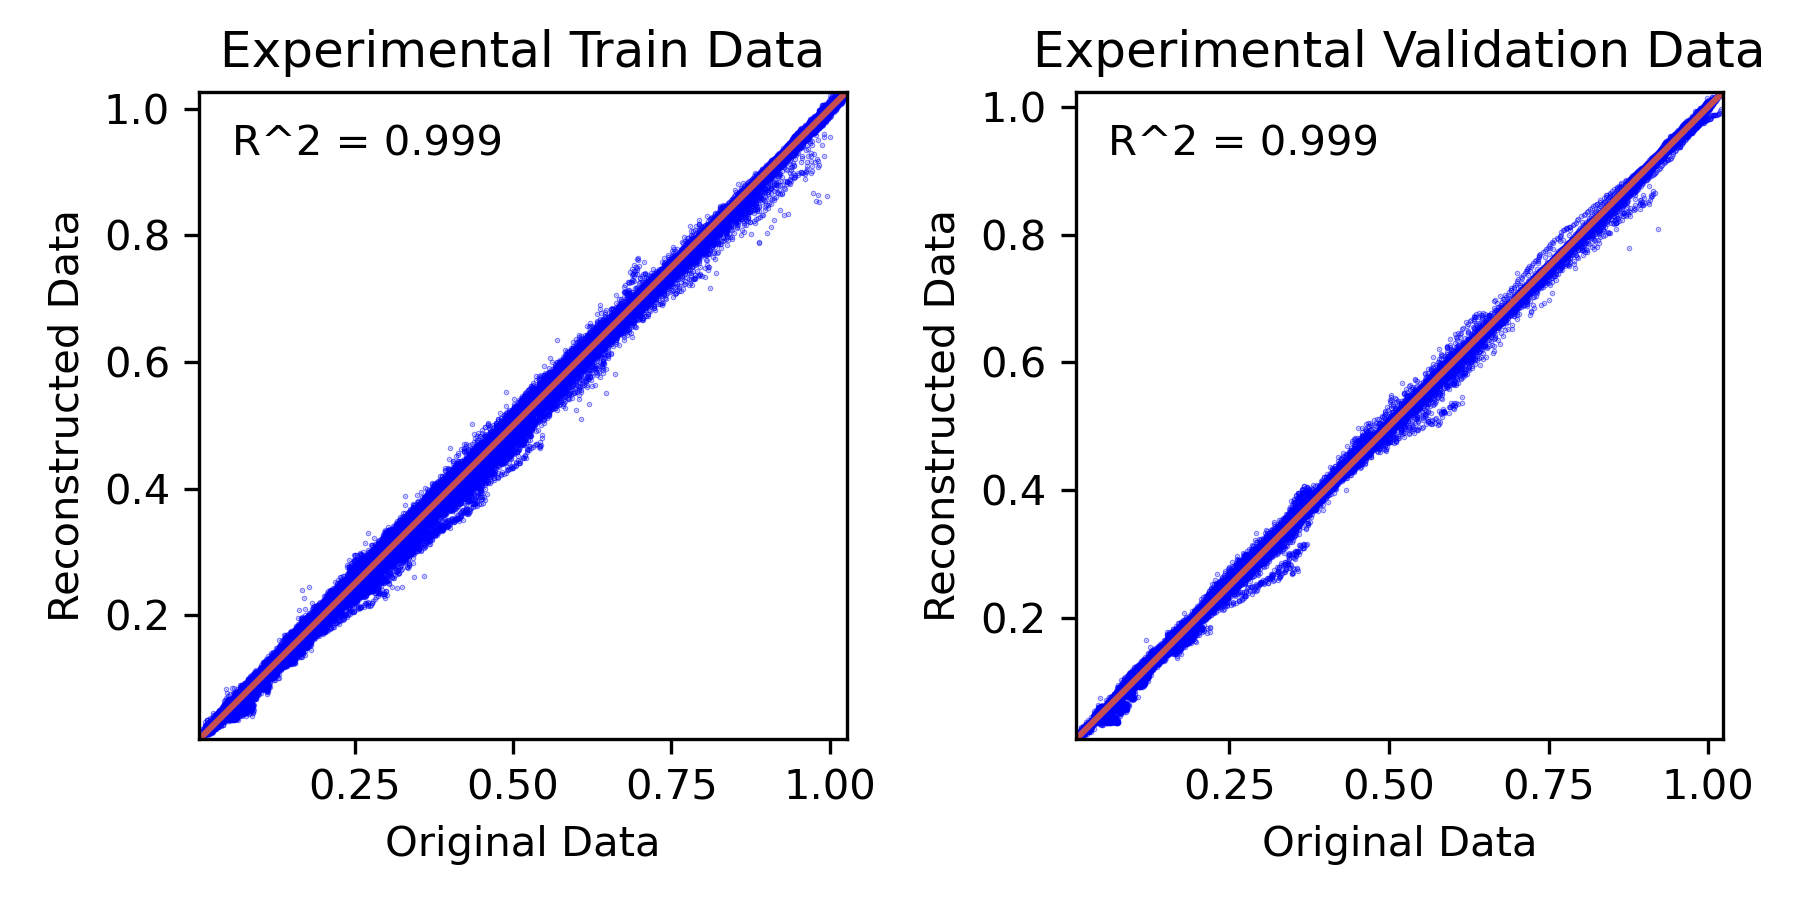 Experimental Train Data
R^2 = 0.999
Reconstructed Data
1.0
0.8
0.6
0.4
0.2
0.25 0.50 0.75 1.00
Original Data
Experimental Validation Data
R^2 = 0.999
Reconstructed Data
1.0
0.8
0.6
0.4
0.2
0.25 0.50 0.75 1.00
Original Data